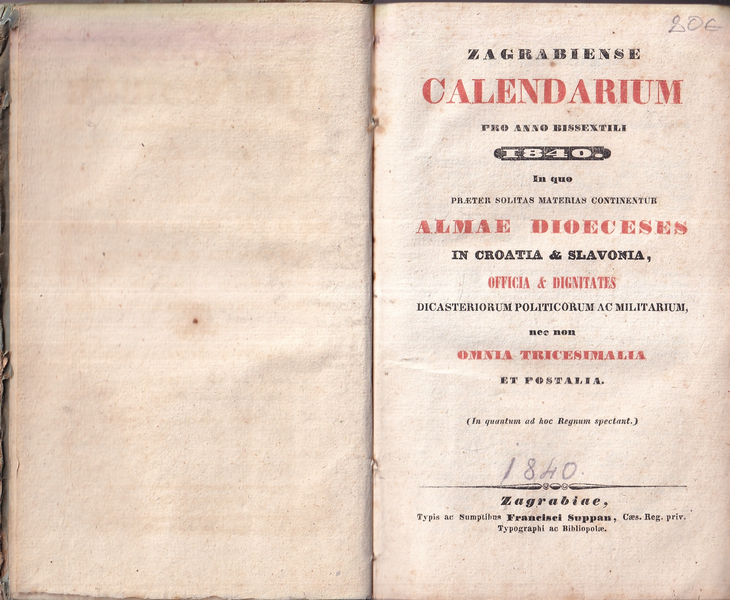 20€
ZAGRABIENSE
CALENDARIUM
PRO ANNO BISSEXTILI
1840.
In quo
PRÆTER SOLITAS MATERIAS CONTINENTUR
ALMAE DIOECESES
IN CROATIA & SLAVONIA,
OFFICIA & DIGNITATES
DICASTERIORUM POLITICORUM AC MILITARIUM,
nec non
OMNIA TRICESIMALIA
ET POSTALIA.
(In quantum ad hoc Regnum spectant.)
1840.
Zagrabiae,
Typis ac Sumptibus Francisci Suppan, Cæs. Reg. priv.
Typographi ac Bibliopolæ.